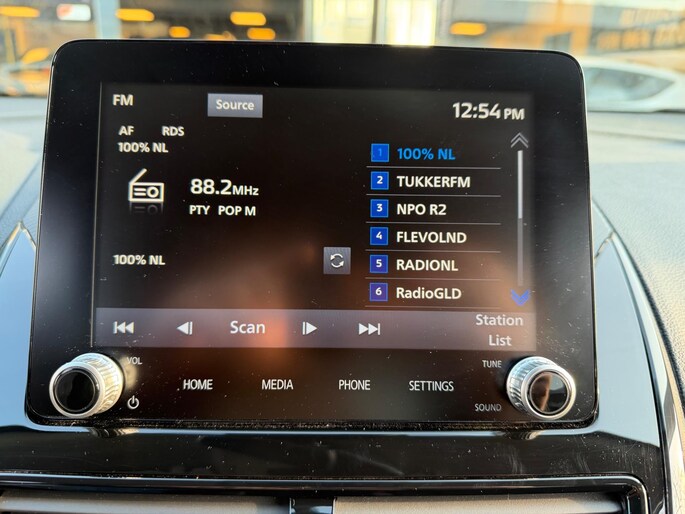 FM
Source
12:54 PM
AF RDS
100% NL
88.2MHz
PTY POP M
100% NL
1 100% NL
2 TUKKERFM
3 NPO R2
4 FLEVOLND
5 RADIONL
6 RadioGLD
Scan
Station
List
VOL
HOME
MEDIA
PHONE
SETTINGS
TUNE
SOUND